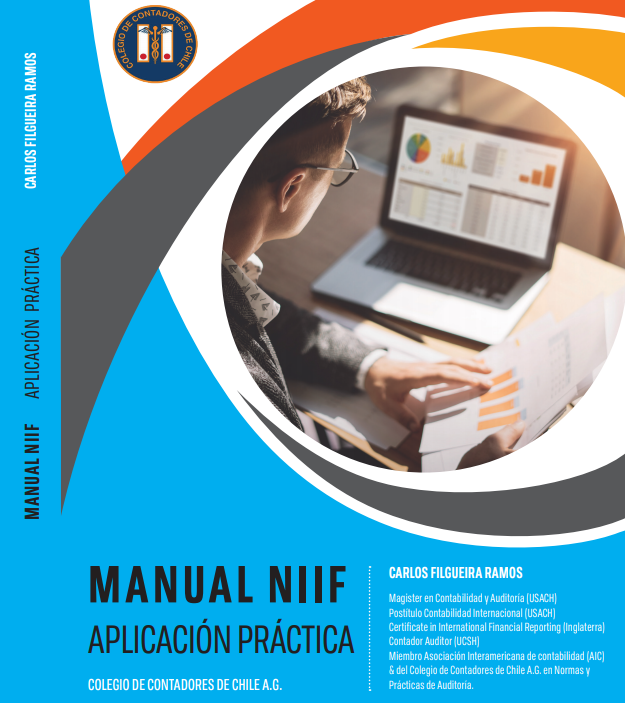 COLEGIO DE CONTADORES DE CHILE
CARLOS FILGUEIRA RAMOS
APLICACIÓN PRÁCTICA
MANUAL NIIF
MANUAL NIIF
APLICACIÓN PRÁCTICA
COLEGIO DE CONTADORES DE CHILE A.G.
CARLOS FILGUEIRA RAMOS
Magíster en Contabilidad y Auditoría (USACH)
Postítulo Contabilidad Internacional (USACH)
Certificate in International Financial Reporting (Inglaterra)
Contador Auditor (UCSH)
Miembro Asociación Interamericana de contabilidad (AIC)
& del Colegio de Contadores de Chile A.G. en Normas y
Prácticas de Auditoría.